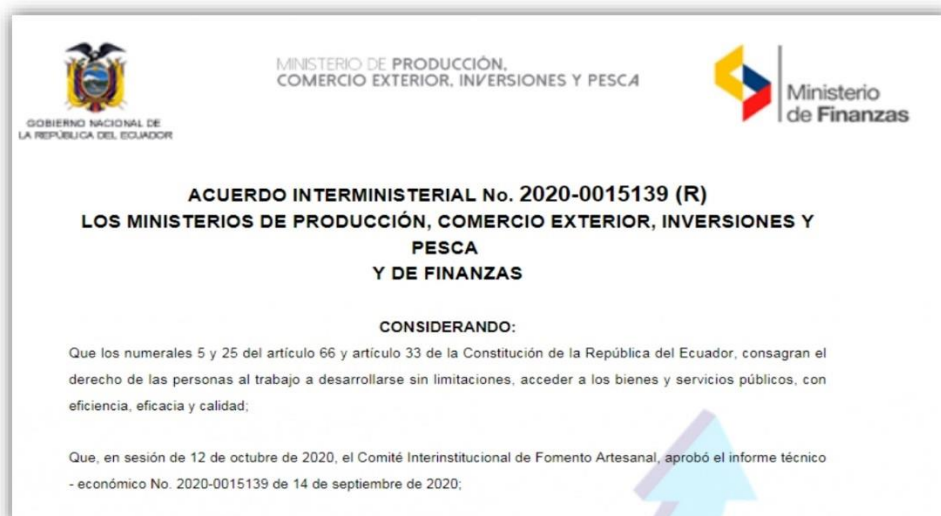 MINISTERIO DE PRODUCCIÓN,
COMERCIO EXTERIOR, INVERSIONES Y PESCA
GOBIERNO NACIONAL DE
LA REPÚBLICA DEL ECUADOR
Ministerio
de Finanzas
ACUERDO INTERMINISTERIAL No. 2020-0015139 (R)
LOS MINISTERIOS DE PRODUCCIÓN, COMERCIO EXTERIOR, INVERSIONES Y
PESCA
Y DE FINANZAS
CONSIDERANDO:
Que los numerales 5 y 25 del artículo 66 y artículo 33 de la Constitución de la República del Ecuador, consagran el
derecho de las personas al trabajo a desarrollarse sin limitaciones, acceder a los bienes y servicios públicos, con
eficiencia, eficacia y calidad;
Que, en sesión de 12 de octubre de 2020, el Comité Interinstitucional de Fomento Artesanal, aprobó el informe técnico
- económico No. 2020-0015139 de 14 de septiembre de 2020;